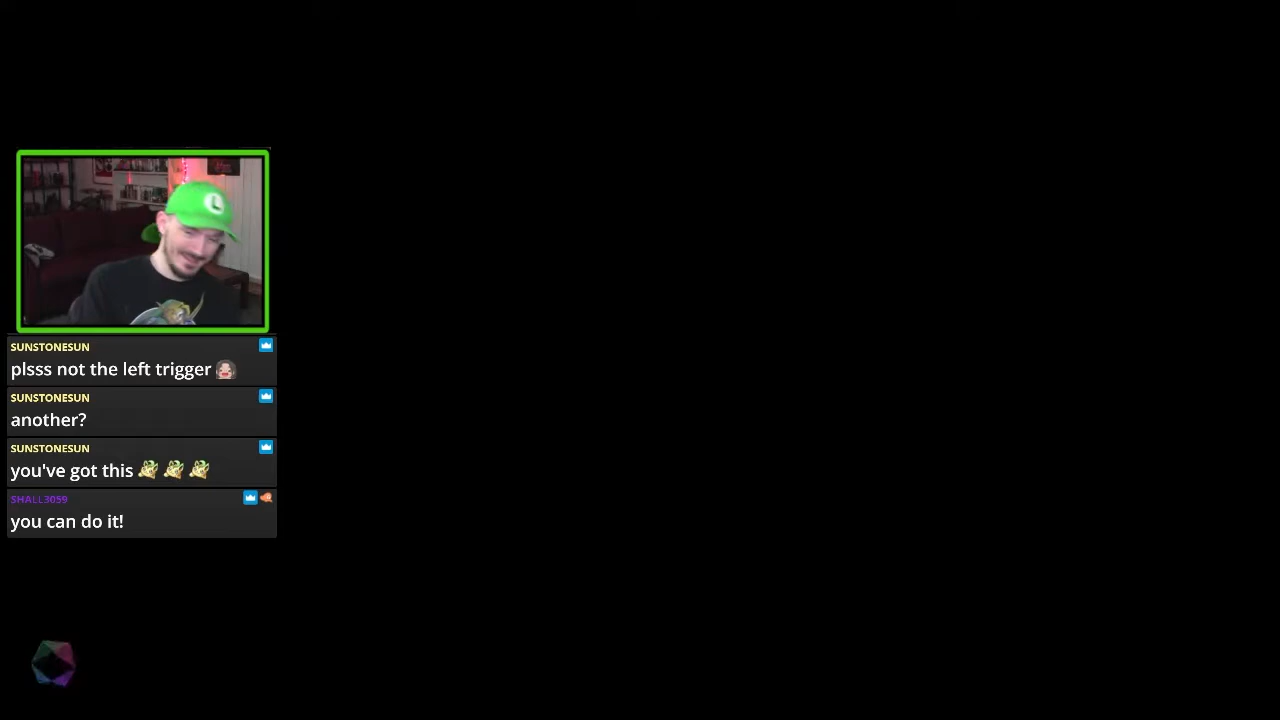 L
SUNSTONESUN
plsss not the left trigger
SUNSTONESUN
another?
SUNSTONESUN
you've got this
SHALL3059
you can do it!